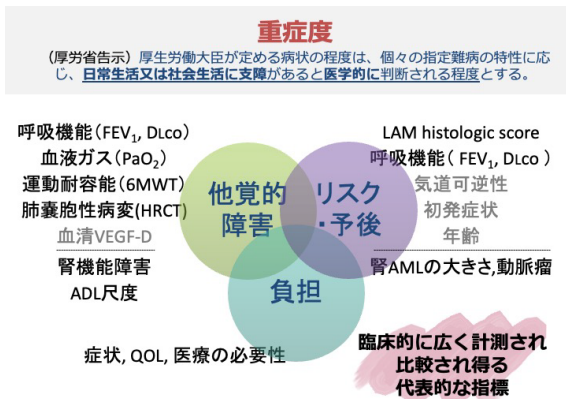 重症度
（厚労省告示）厚生労働大臣が定める病状の程度は、個々の指定難病の特性に応
じ、日常生活又は社会生活に支障があると医学的に判断される程度とする。
呼吸機能（FEV1, DLco）
血液ガス（PaO2）
運動耐容能（6MWT）
肺嚢胞性病変(HRCT)
血清VEGF-D
腎機能障害
ADL尺度
他覚的
障害
リスク
・予後
負担
LAM histologic score
呼吸機能（ FEV1, DLco ）
気道可逆性
初発症状
年齢
腎AMLの大きさ,動脈瘤
症状, QOL, 医療の必要性
臨床的に広く計測され
比較され得る
代表的な指標